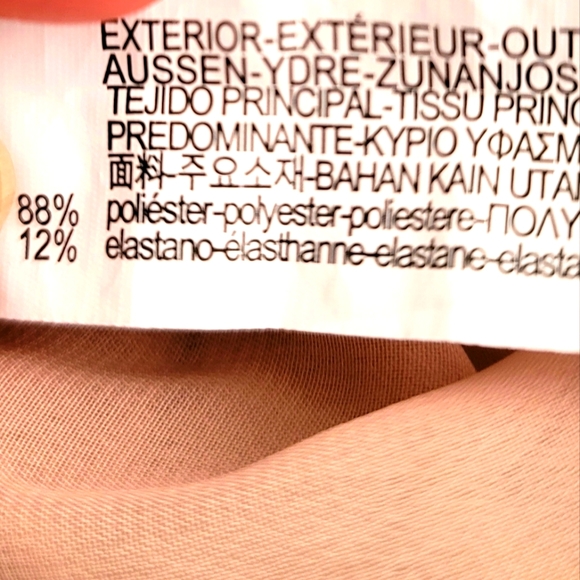 EXTERIOR-EXTÉRIEUR-OUT
AUSSEN-YDRE-ZUNANJOS
TEJIDO PRINCIPAL-TISSU PRINC
PREDOMINANTE-ΚΥΡΙΟ ΥΦΑΣΜ
面料-주요소재-BAHAN KAIN UTA
88% poliéster-polyester-poliestere-ΠΟΛΥ
12% elastano-élasthanne-elastane-elasta